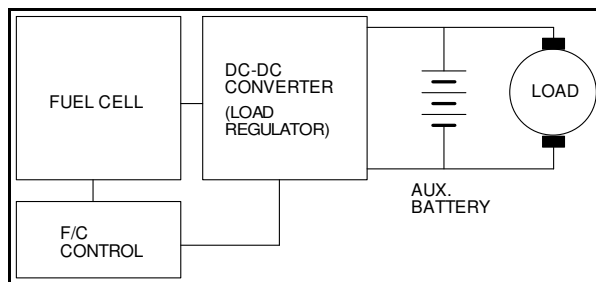 FUEL CELL
DC-DC
CONVERTER
(LOAD
REGULATOR)
LOAD
AUX.
BATTERY
F/C
CONTROL